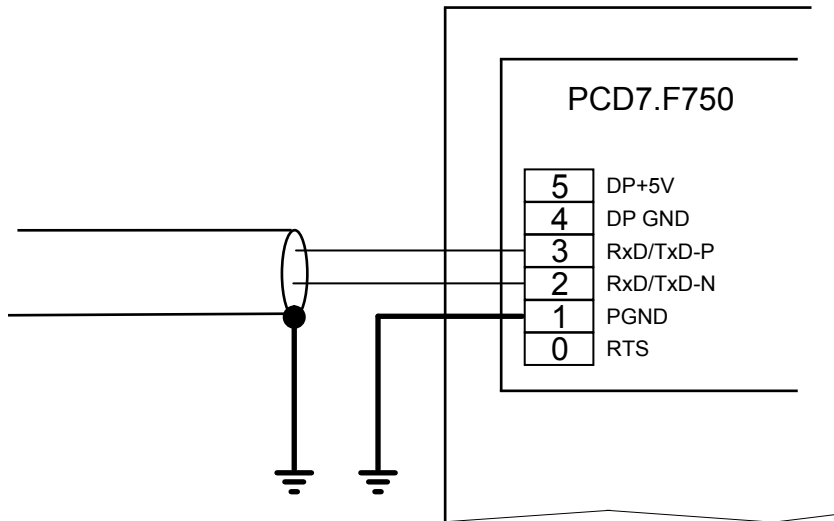 PCD7.F750
5 DP+5V
4 DP GND
3 RxD/TxD-P
2 RxD/TxD-N
1 PGND
0 RTS